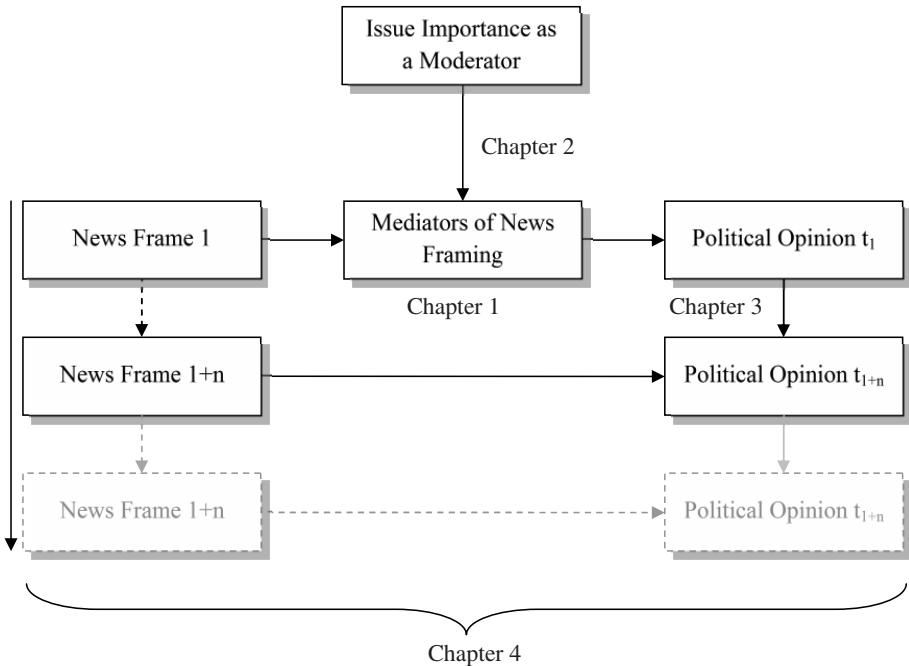 Issue Importance as
a Moderator
Chapter 2
News Frame 1
Mediators of News
Framing
Political Opinion t₁
Chapter 1
Chapter 3
News Frame 1+n
Political Opinion t₁₊ₙ
News Frame 1+n
Political Opinion t₁₊ₙ
Chapter 4